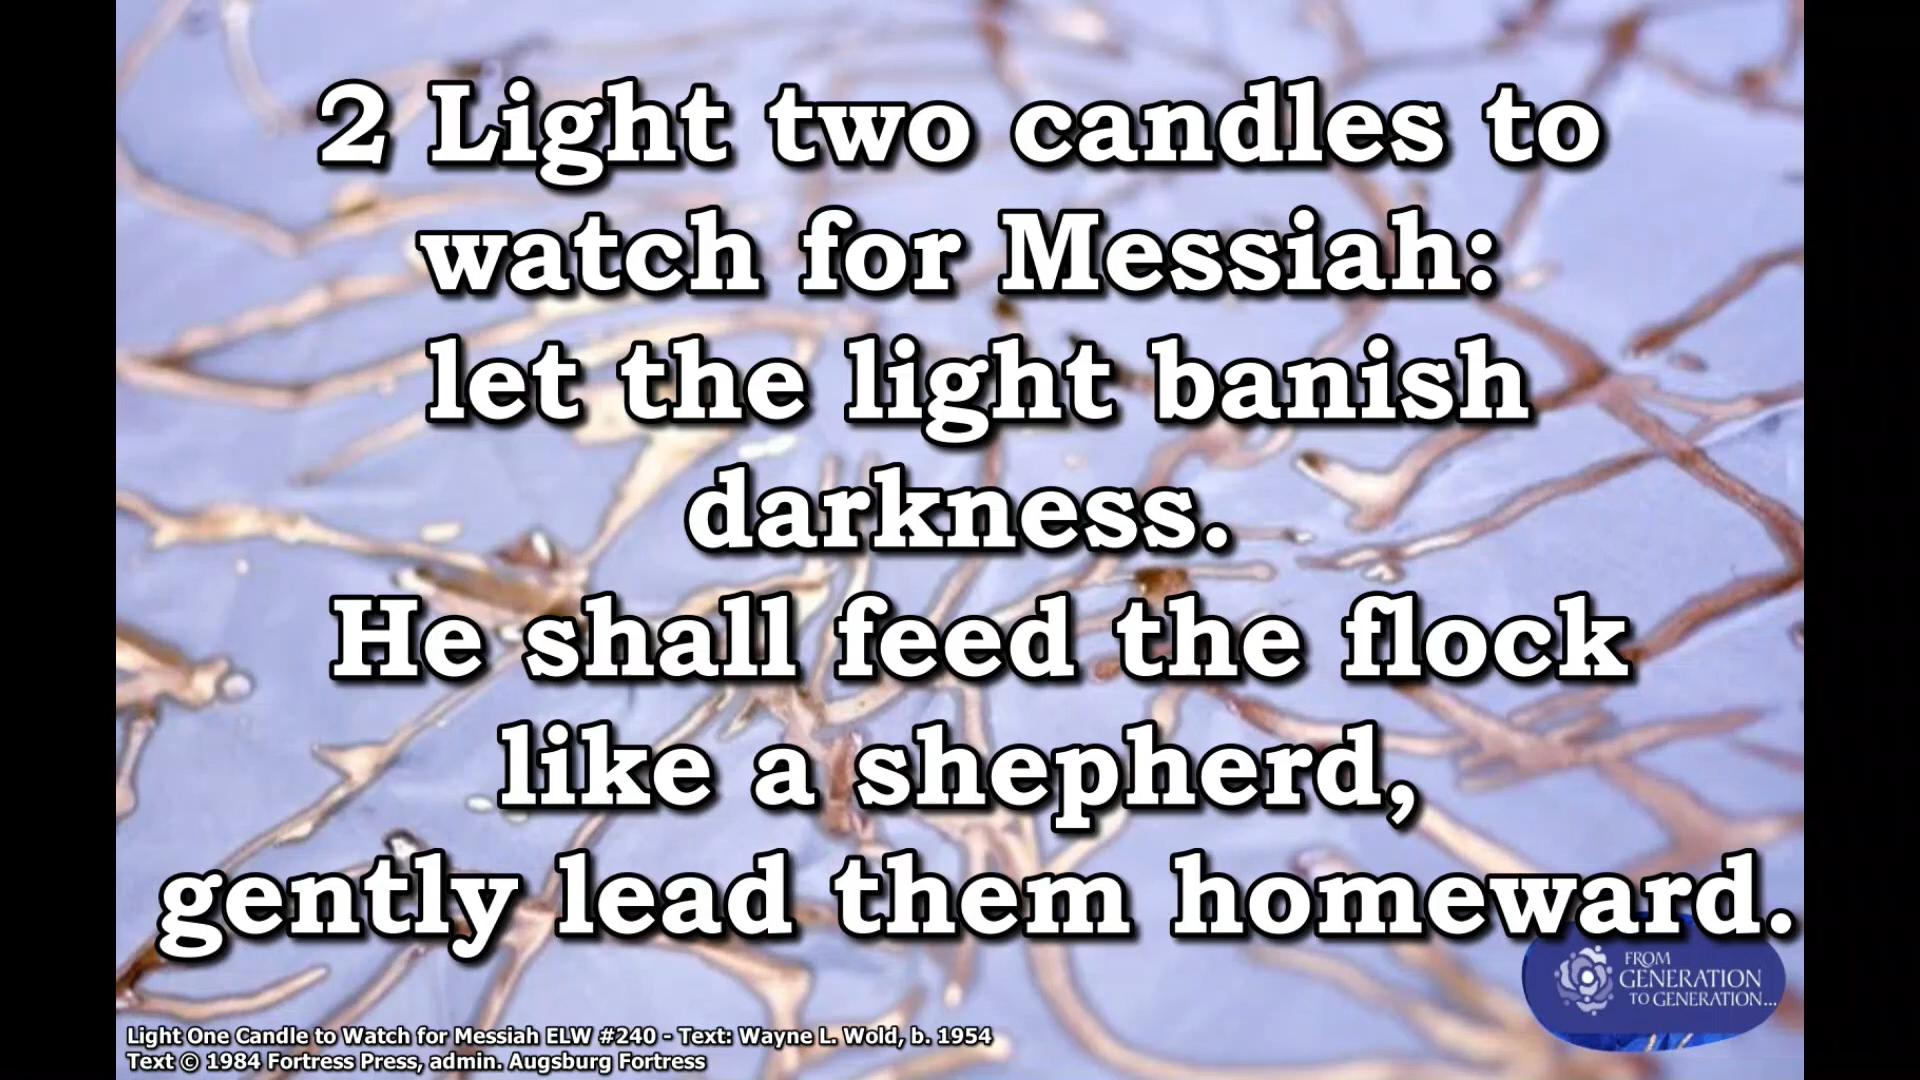 2 Light two candles to
watch for Messiah:
let the light banish
darkness.
He shall feed the flock
like a shepherd,
gently lead them homeward.
FROM
GENERATION
TO GENERATION...
Light One Candle to Watch for Messiah ELW #240 - Text: Wayne L. Wold, b. 1954
Text © 1984 Fortress Press, admin. Augsburg Fortress